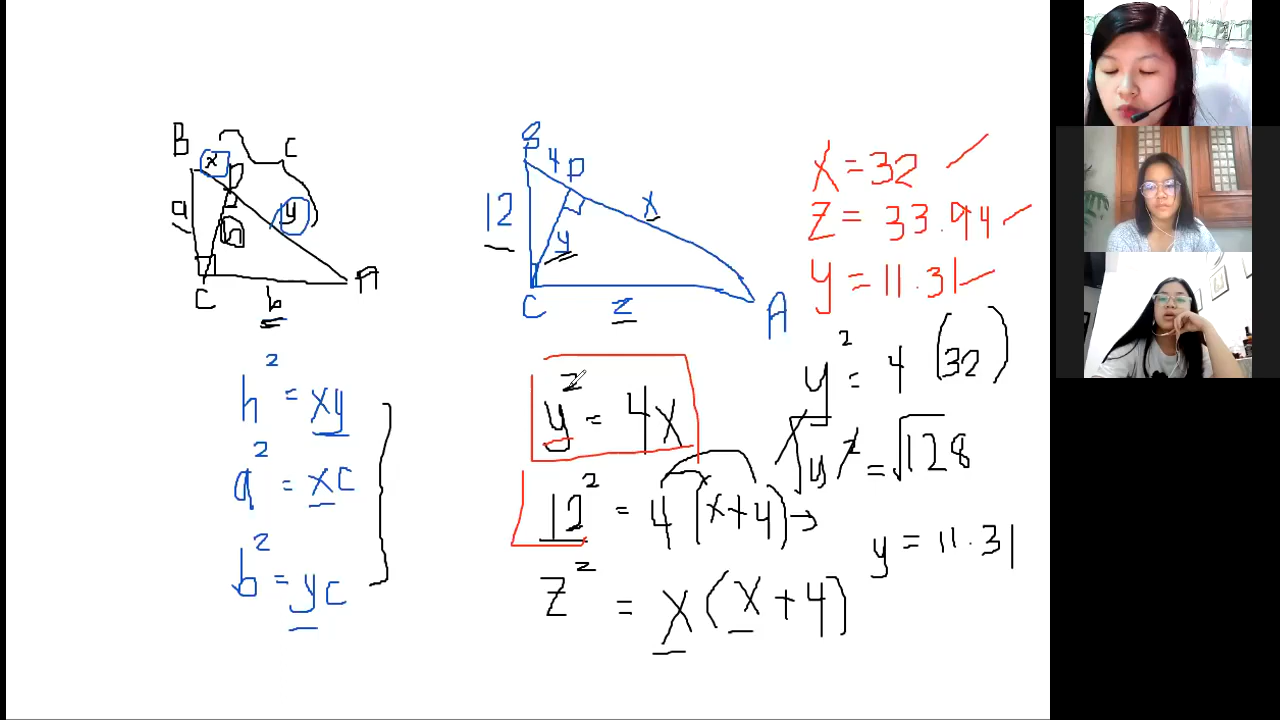 B
x
c
a
h
y
C
b
A
h² = xy
a² = xc
b² = yc
B
4
D
12
x
y
C
z
A
x = 32
z = 33.94
y = 11.31
y² = 4x
12² = 4(x+4) →
z² = x(x+4)
y² = 4(32)
√y² = √128
y = 11.31